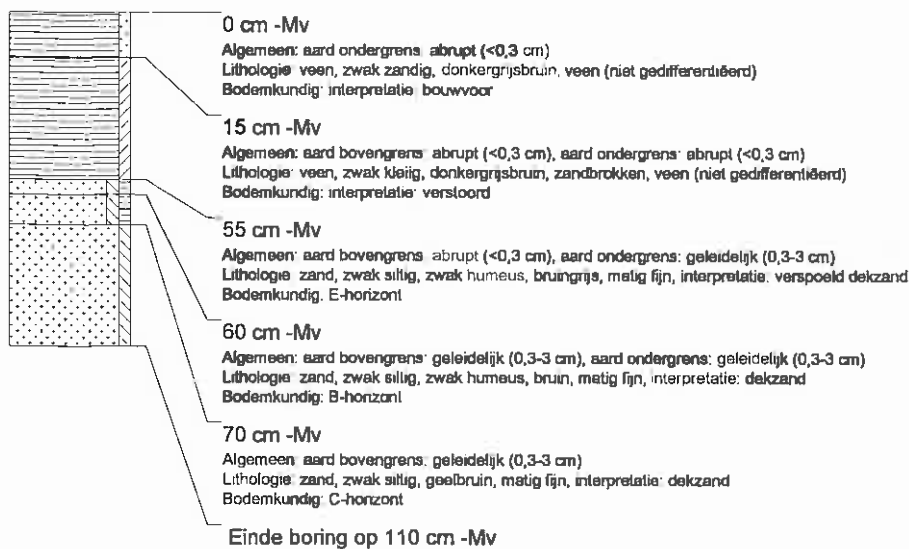 0 cm -Mv
Algemeen: aard ondergrens abrupt (<0,3 cm)
Lithologie veen, zwak zandig, donkergrijsbruin, veen (niet gedifferentiëerd)
Bodemkundig interpretatie bouwvoor
15 cm -Mv
Algemeen: aard bovengrens abrupt (<0,3 cm), aard ondergrens: abrupt (<0,3 cm)
Lithologie veen, zwak kleiig, donkergrijsbruin, zandbrokken, veen (niet gedifferentiëerd)
Bodemkundig: interpretatie: verstoord
55 cm -Mv
Algemeen: aard bovengrens abrupt (<0,3 cm), aard ondergrens: geleidelijk (0,3-3 cm)
Lithologie zand, zwak siltig, zwak humeus, bruingrijs, matig fijn, interpretatie: verspoeld dekzand
Bodemkundig. E-horizont
60 cm -Mv
Algemeen: aard bovengrens: geleidelijk (0,3-3 cm), aard ondergrens: geleidelijk (0,3-3 cm)
Lithologie zand, zwak siltig, zwak humeus, bruin, matig fijn, interpretatie: dekzand
Bodemkundig: B-horizont
70 cm -Mv
Algemeen: aard bovengrens: geleidelijk (0,3-3 cm)
Lithologie: zand, zwak siltig, geelbruin, matig fijn, interpretatie: dekzand
Bodemkundig: C-horizont
Einde boring op 110 cm -Mv